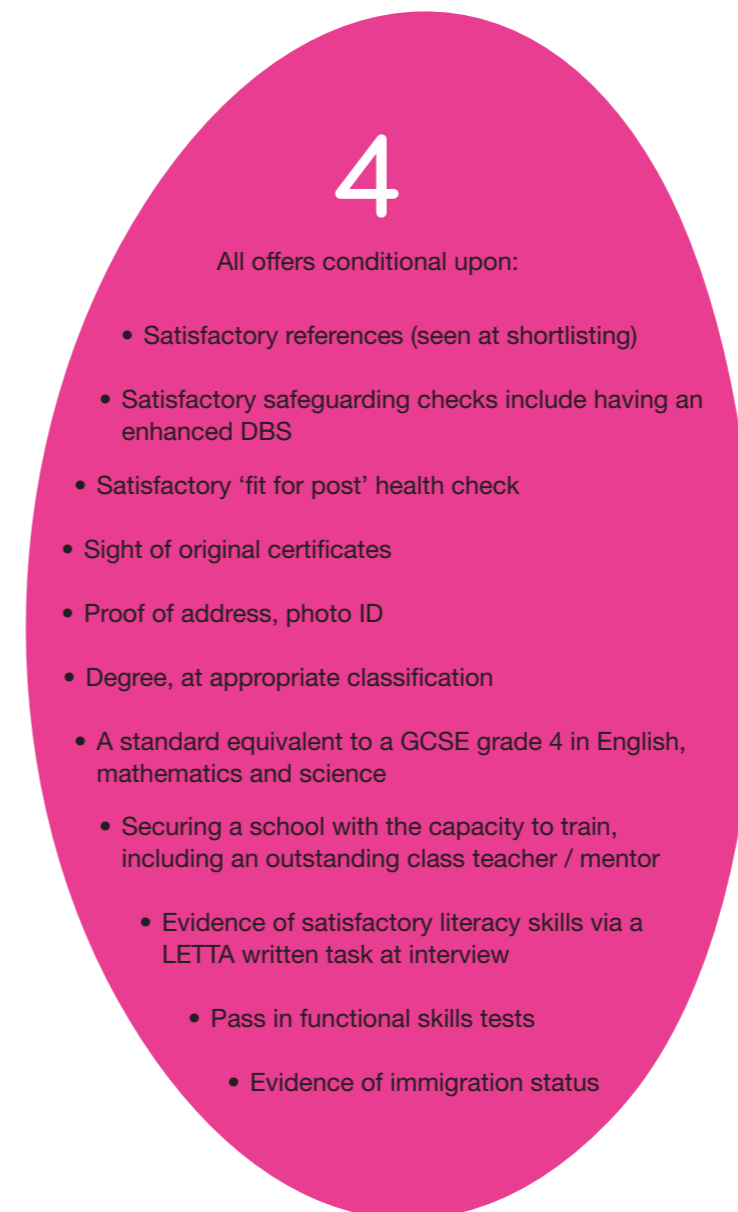 4
All offers conditional upon:
• Satisfactory references (seen at shortlisting)
• Satisfactory safeguarding checks include having an
enhanced DBS
• Satisfactory ‘fit for post’ health check
• Sight of original certificates
• Proof of address, photo ID
• Degree, at appropriate classification
• A standard equivalent to a GCSE grade 4 in English,
mathematics and science
• Securing a school with the capacity to train,
including an outstanding class teacher / mentor
• Evidence of satisfactory literacy skills via a
LETTA written task at interview
• Pass in functional skills tests
• Evidence of immigration status